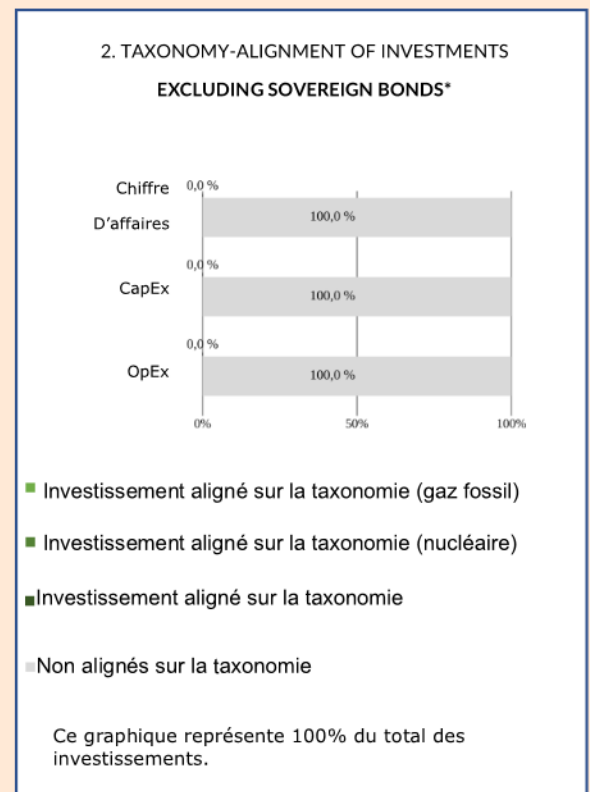 2. TAXONOMY-ALIGNMENT OF INVESTMENTS
EXCLUDING SOVEREIGN BONDS*
Chiffre
D'affaires
0,0 %
100,0 %
CapEx
0,0 %
100,0 %
OpEx
0,0 %
100,0 %
0% 50% 100%
Investissement aligné sur la taxonomie (gaz fossil)
Investissement aligné sur la taxonomie (nucléaire)
Investissement aligné sur la taxonomie
Non alignés sur la taxonomie
Ce graphique représente 100% du total des
investissements.